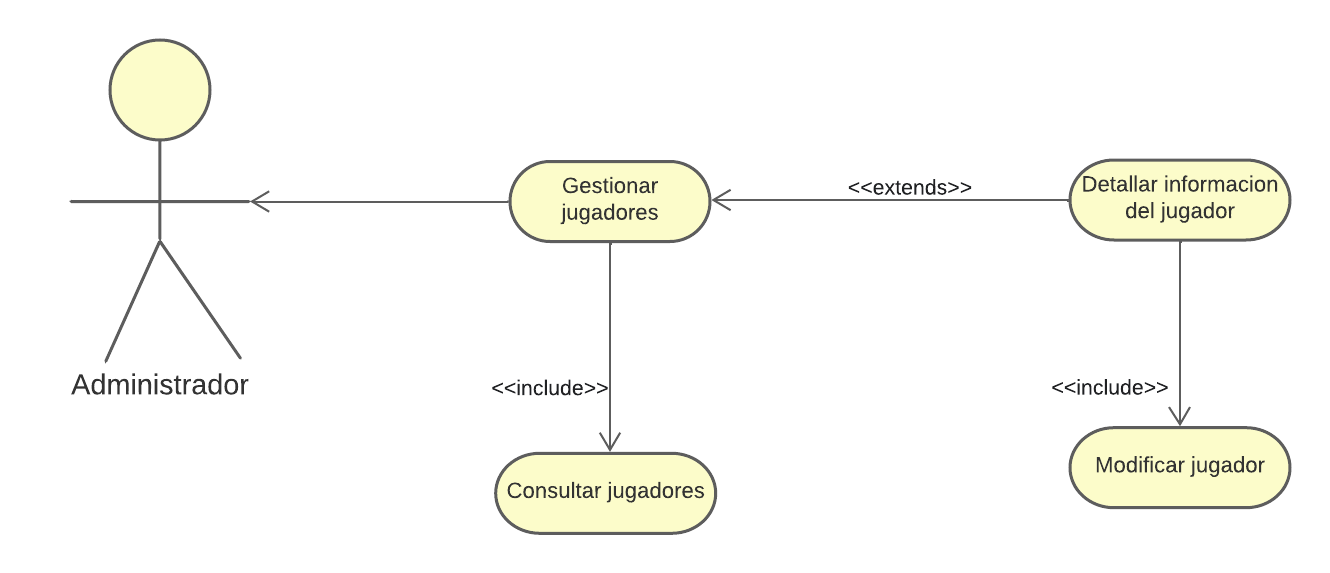 Gestionar
jugadores
<<extends>>
Detallar informacion
del jugador
Administrador
<<include>>
<<include>>
Consultar jugadores
Modificar jugador